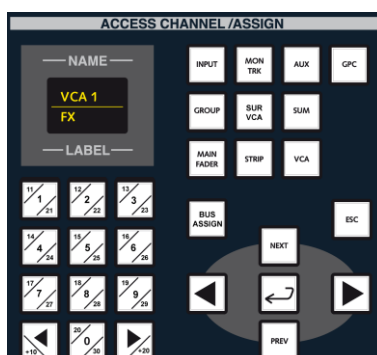 ACCESS CHANNEL /ASSIGN
NAME
VCA 1
FX
LABEL
INPUT
MON TRK
AUX
GPC
GROUP
SUR VCA
SUM
MAIN FADER
STRIP
VCA
BUS ASSIGN
ESC
NEXT
PREV
11 1 21
12 2 22
13 3 23
14 4 24
15 5 25
16 6 26
17 7 27
18 8 28
19 9 29
+10
20 0 30
+20